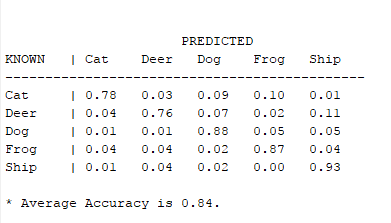 PREDICTED
KNOWN | Cat Deer Dog Frog Ship
---------------------------------------------
Cat | 0.78 0.03 0.09 0.10 0.01
Deer | 0.04 0.76 0.07 0.02 0.11
Dog | 0.01 0.01 0.88 0.05 0.05
Frog | 0.04 0.04 0.02 0.87 0.04
Ship | 0.01 0.04 0.02 0.00 0.93
* Average Accuracy is 0.84.